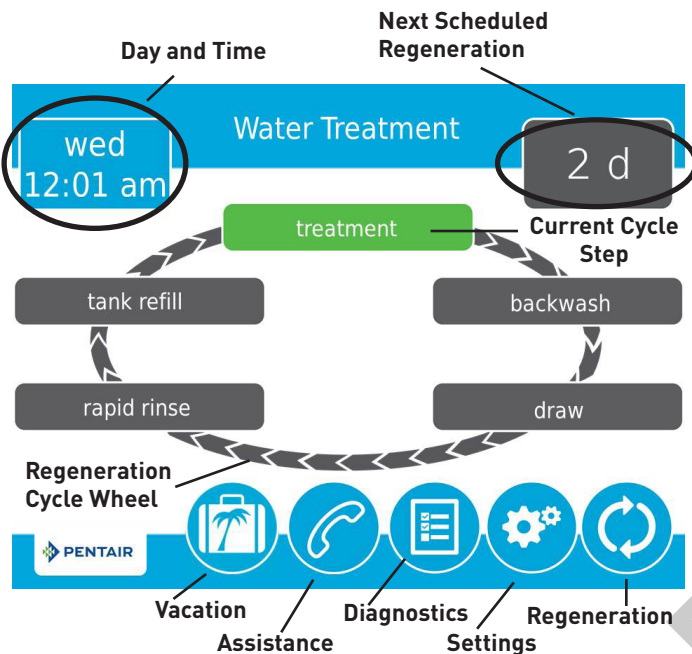 Next Scheduled
Regeneration
Day and Time
wed
12:01 am
Water Treatment
2 d
treatment
Current Cycle
Step
tank refill
backwash
rapid rinse
draw
Regeneration
Cycle Wheel
PENTAIR
Vacation
Assistance
Diagnostics
Settings
Regeneration